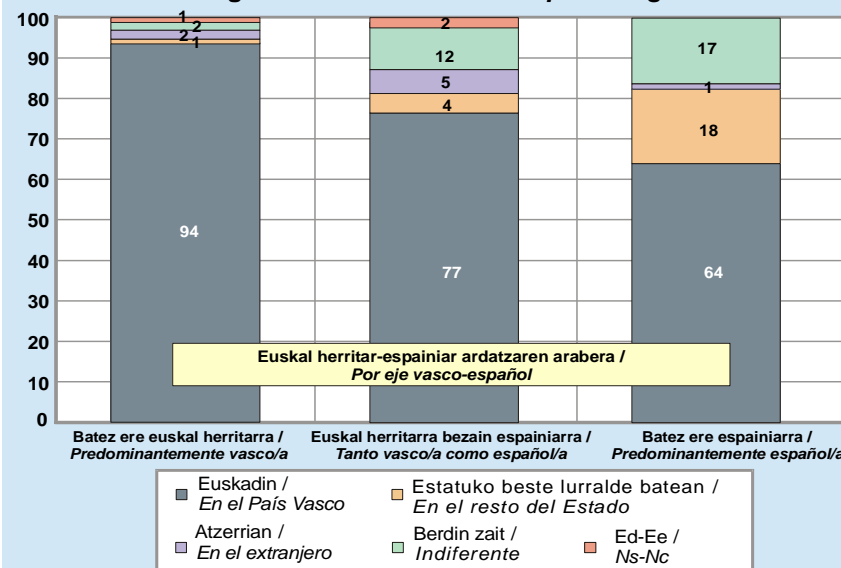 100
90
80
70
60
50
40
30
20
10
0
1
2
2
1
94
2
12
5
4
77
17
1
18
64
Euskal herritar-espainiar ardatzaren arabera /
Por eje vasco-español
Batez ere euskal herritarra /
Predominantemente vasco/a
Euskal herritarra bezain espainiarra /
Tanto vasco/a como español/a
Batez ere espainiarra /
Predominantemente español/a
Euskadin /
En el País Vasco
Estatuko beste lurralde batean /
En el resto del Estado
Atzerrian /
En el extranjero
Berdin zait /
Indiferente
Ed-Ee /
Ns-Nc